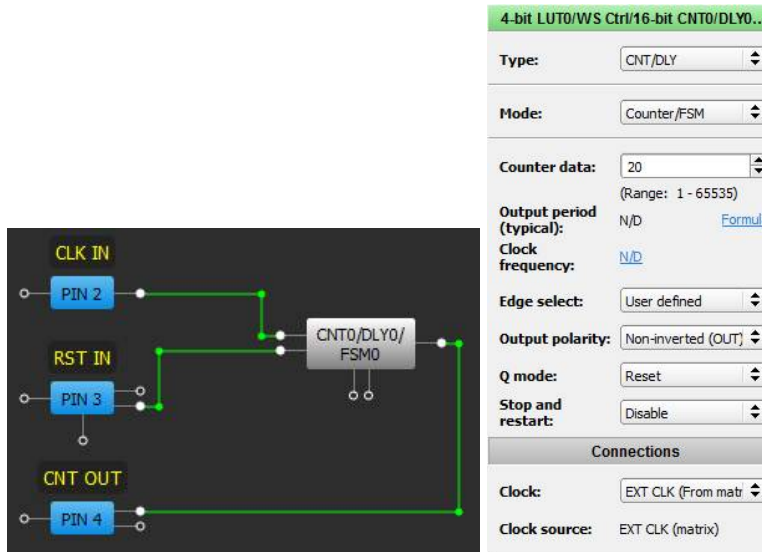 CLK IN
PIN 2
RST IN
PIN 3
CNT OUT
PIN 4
CNT0/DLY0/
FSM0
4-bit LUT0/WS Ctrl/16-bit CNT0/DLY0..
Type: CNT/DLY
Mode: Counter/FSM
Counter data: 20
(Range: 1 - 65535)
Output period
(typical): N/D Formul
Clock
frequency: N/D
Edge select: User defined
Output polarity: Non-inverted (OUT)
Q mode: Reset
Stop and
restart: Disable
Connections
Clock: EXT CLK (From matr
Clock source: EXT CLK (matrix)